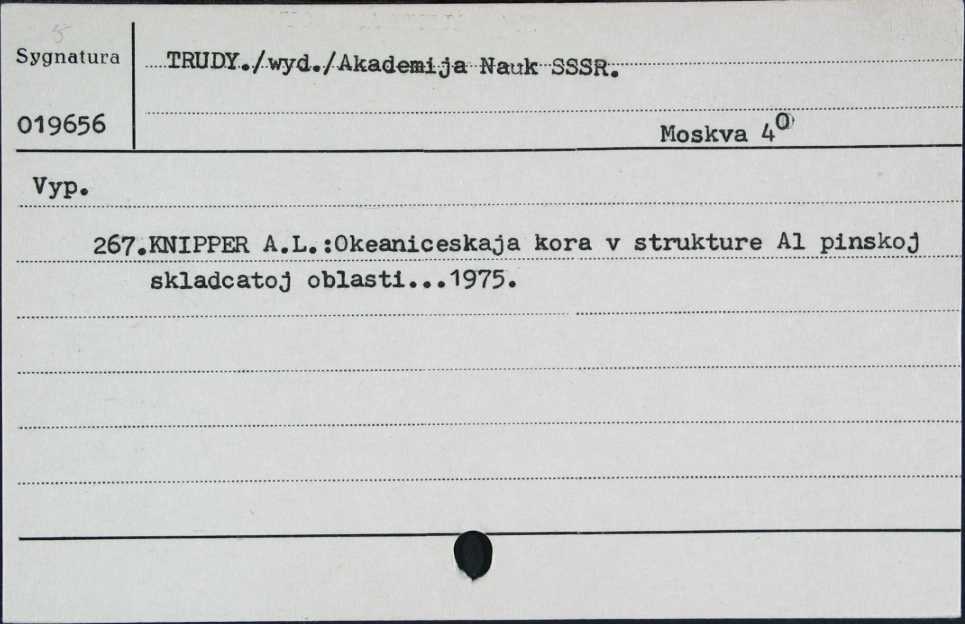 5
Sygnatura
TRUDY./wyd./Akademija Nauk SSSR.
019656
Moskva 4⁰
Vyp.
267.KNIPPER A.L.:Okeaniceskaja kora v strukture Al pinskoj
skladcatoj oblasti...1975.